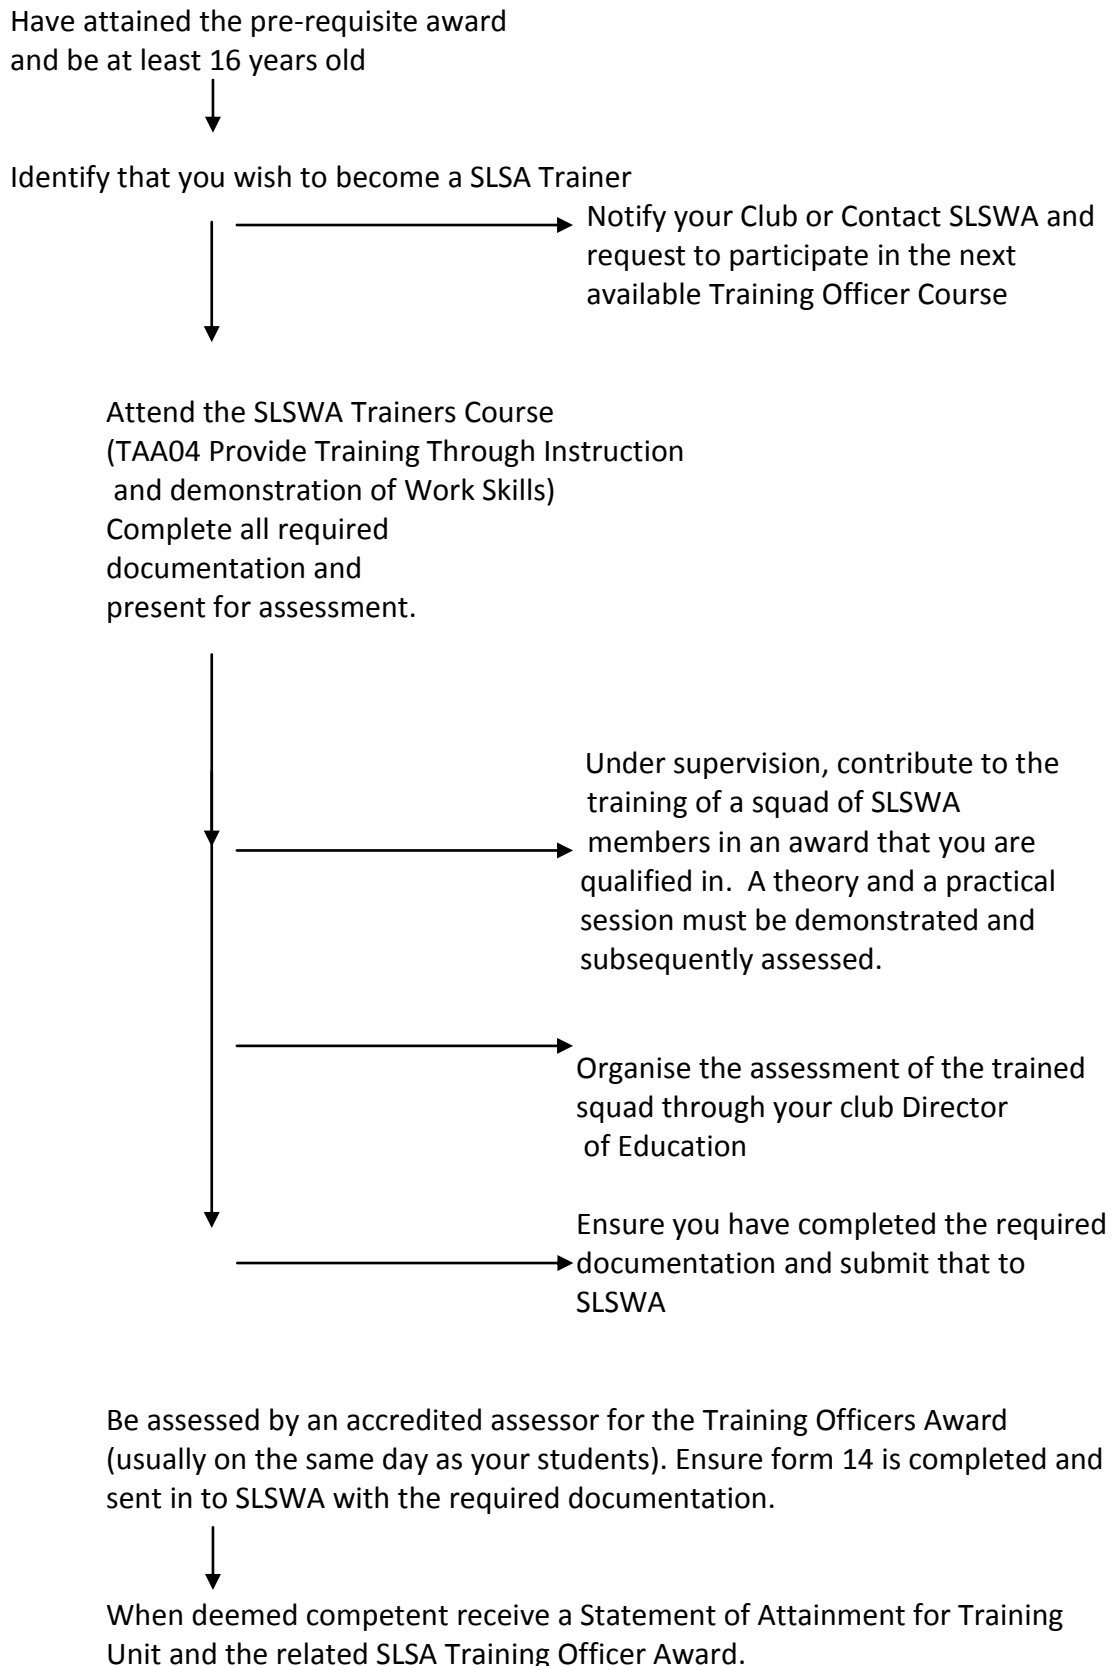 Have attained the pre-requisite award
and be at least 16 years old
Identify that you wish to become a SLSA Trainer
Notify your Club or Contact SLSWA and
request to participate in the next
available Training Officer Course
Attend the SLSWA Trainers Course
(TAA04 Provide Training Through Instruction
and demonstration of Work Skills)
Complete all required
documentation and
present for assessment.
Under supervision, contribute to the
training of a squad of SLSWA
members in an award that you are
qualified in.  A theory and a practical
session must be demonstrated and
subsequently assessed.
Organise the assessment of the trained
squad through your club Director
of Education
Ensure you have completed the required
documentation and submit that to
SLSWA
Be assessed by an accredited assessor for the Training Officers Award
(usually on the same day as your students). Ensure form 14 is completed and
sent in to SLSWA with the required documentation.
When deemed competent receive a Statement of Attainment for Training
Unit and the related SLSA Training Officer Award.